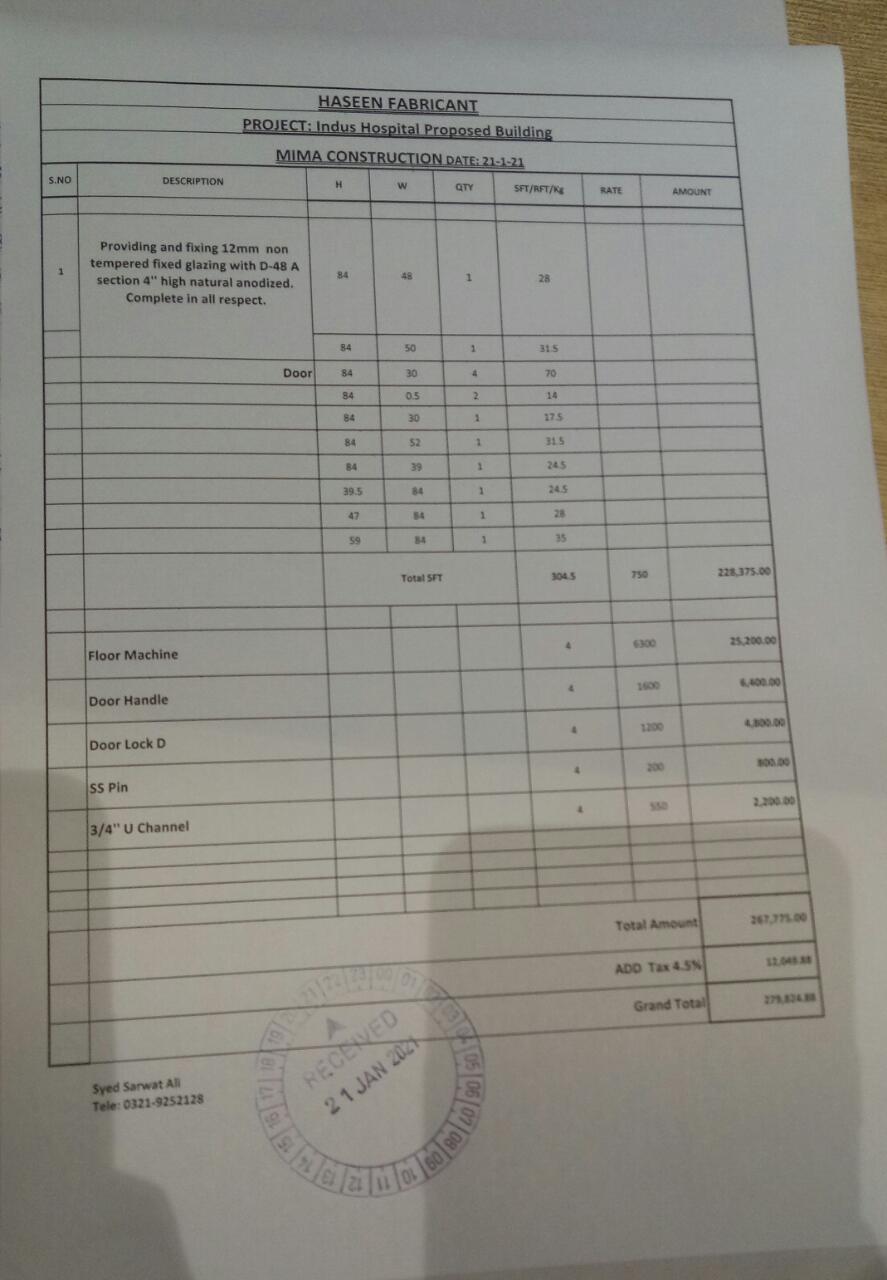 HASEEN FABRICANT
PROJECT: Indus Hospital Proposed Building
MIMA CONSTRUCTION DATE: 21-1-21
S.NO DESCRIPTION H W QTY SFT/RFT/Kg RATE AMOUNT
1 Providing and fixing 12mm non
tempered fixed glazing with D-48 A
section 4" high natural anodized.
Complete in all respect.
84 48 1 28
84 50 1 31.5
Door 84 30 4 70
84 0.5 2 14
84 30 1 17.5
84 52 1 31.5
84 39 1 24.5
39.5 84 1 24.5
47 84 1 28
59 84 1 35
Total SFT 304.5 750 228,375.00
Floor Machine 4 6300 25,200.00
Door Handle 4 1600 6,400.00
Door Lock D 4 1200 4,800.00
SS Pin 4 200 800.00
3/4" U Channel 4 550 2,200.00
Total Amount 267,775.00
ADD Tax 4.5% 12,049.88
Grand Total 279,824.88
Syed Sarwat Ali
Tele: 0321-9252128
RECEIVED
21 JAN 2021
00 01 02 03 04 05 06 07 08 09 10 11 12 13 14 15 16 17 18 19 20 21 22 23